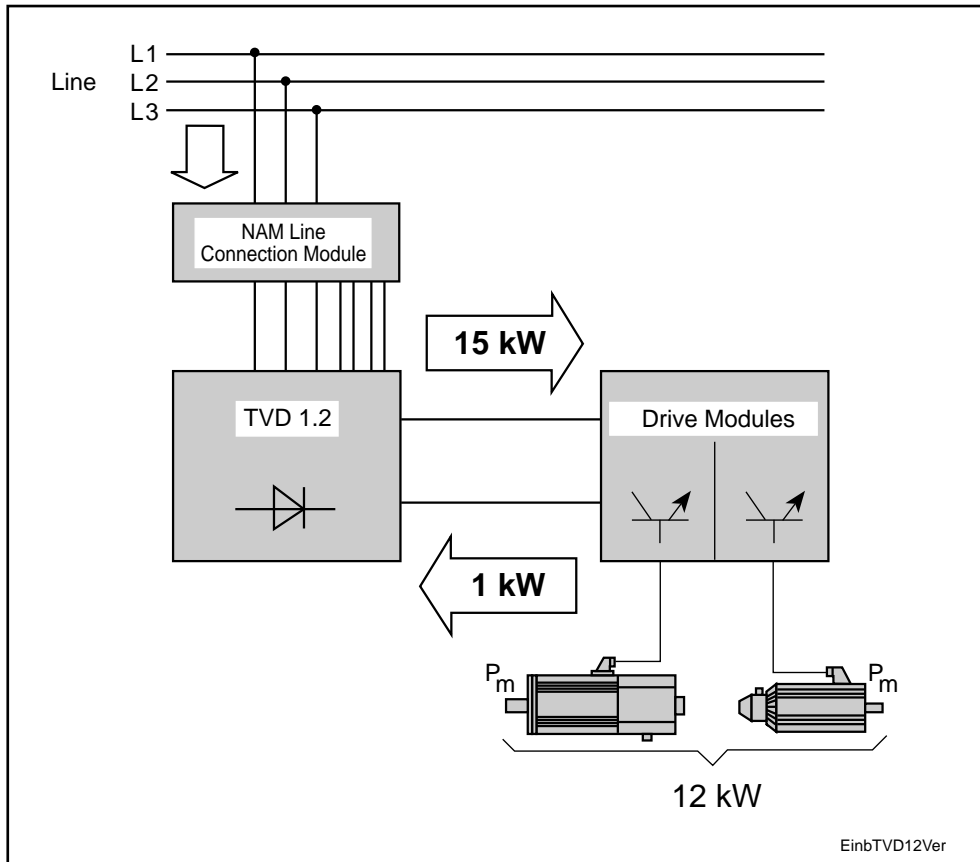 L1
Line L2
L3
NAM Line
Connection Module
15 kW
TVD 1.2
Drive Modules
1 kW
Pm
Pm
12 kW
EinbTVD12Ver